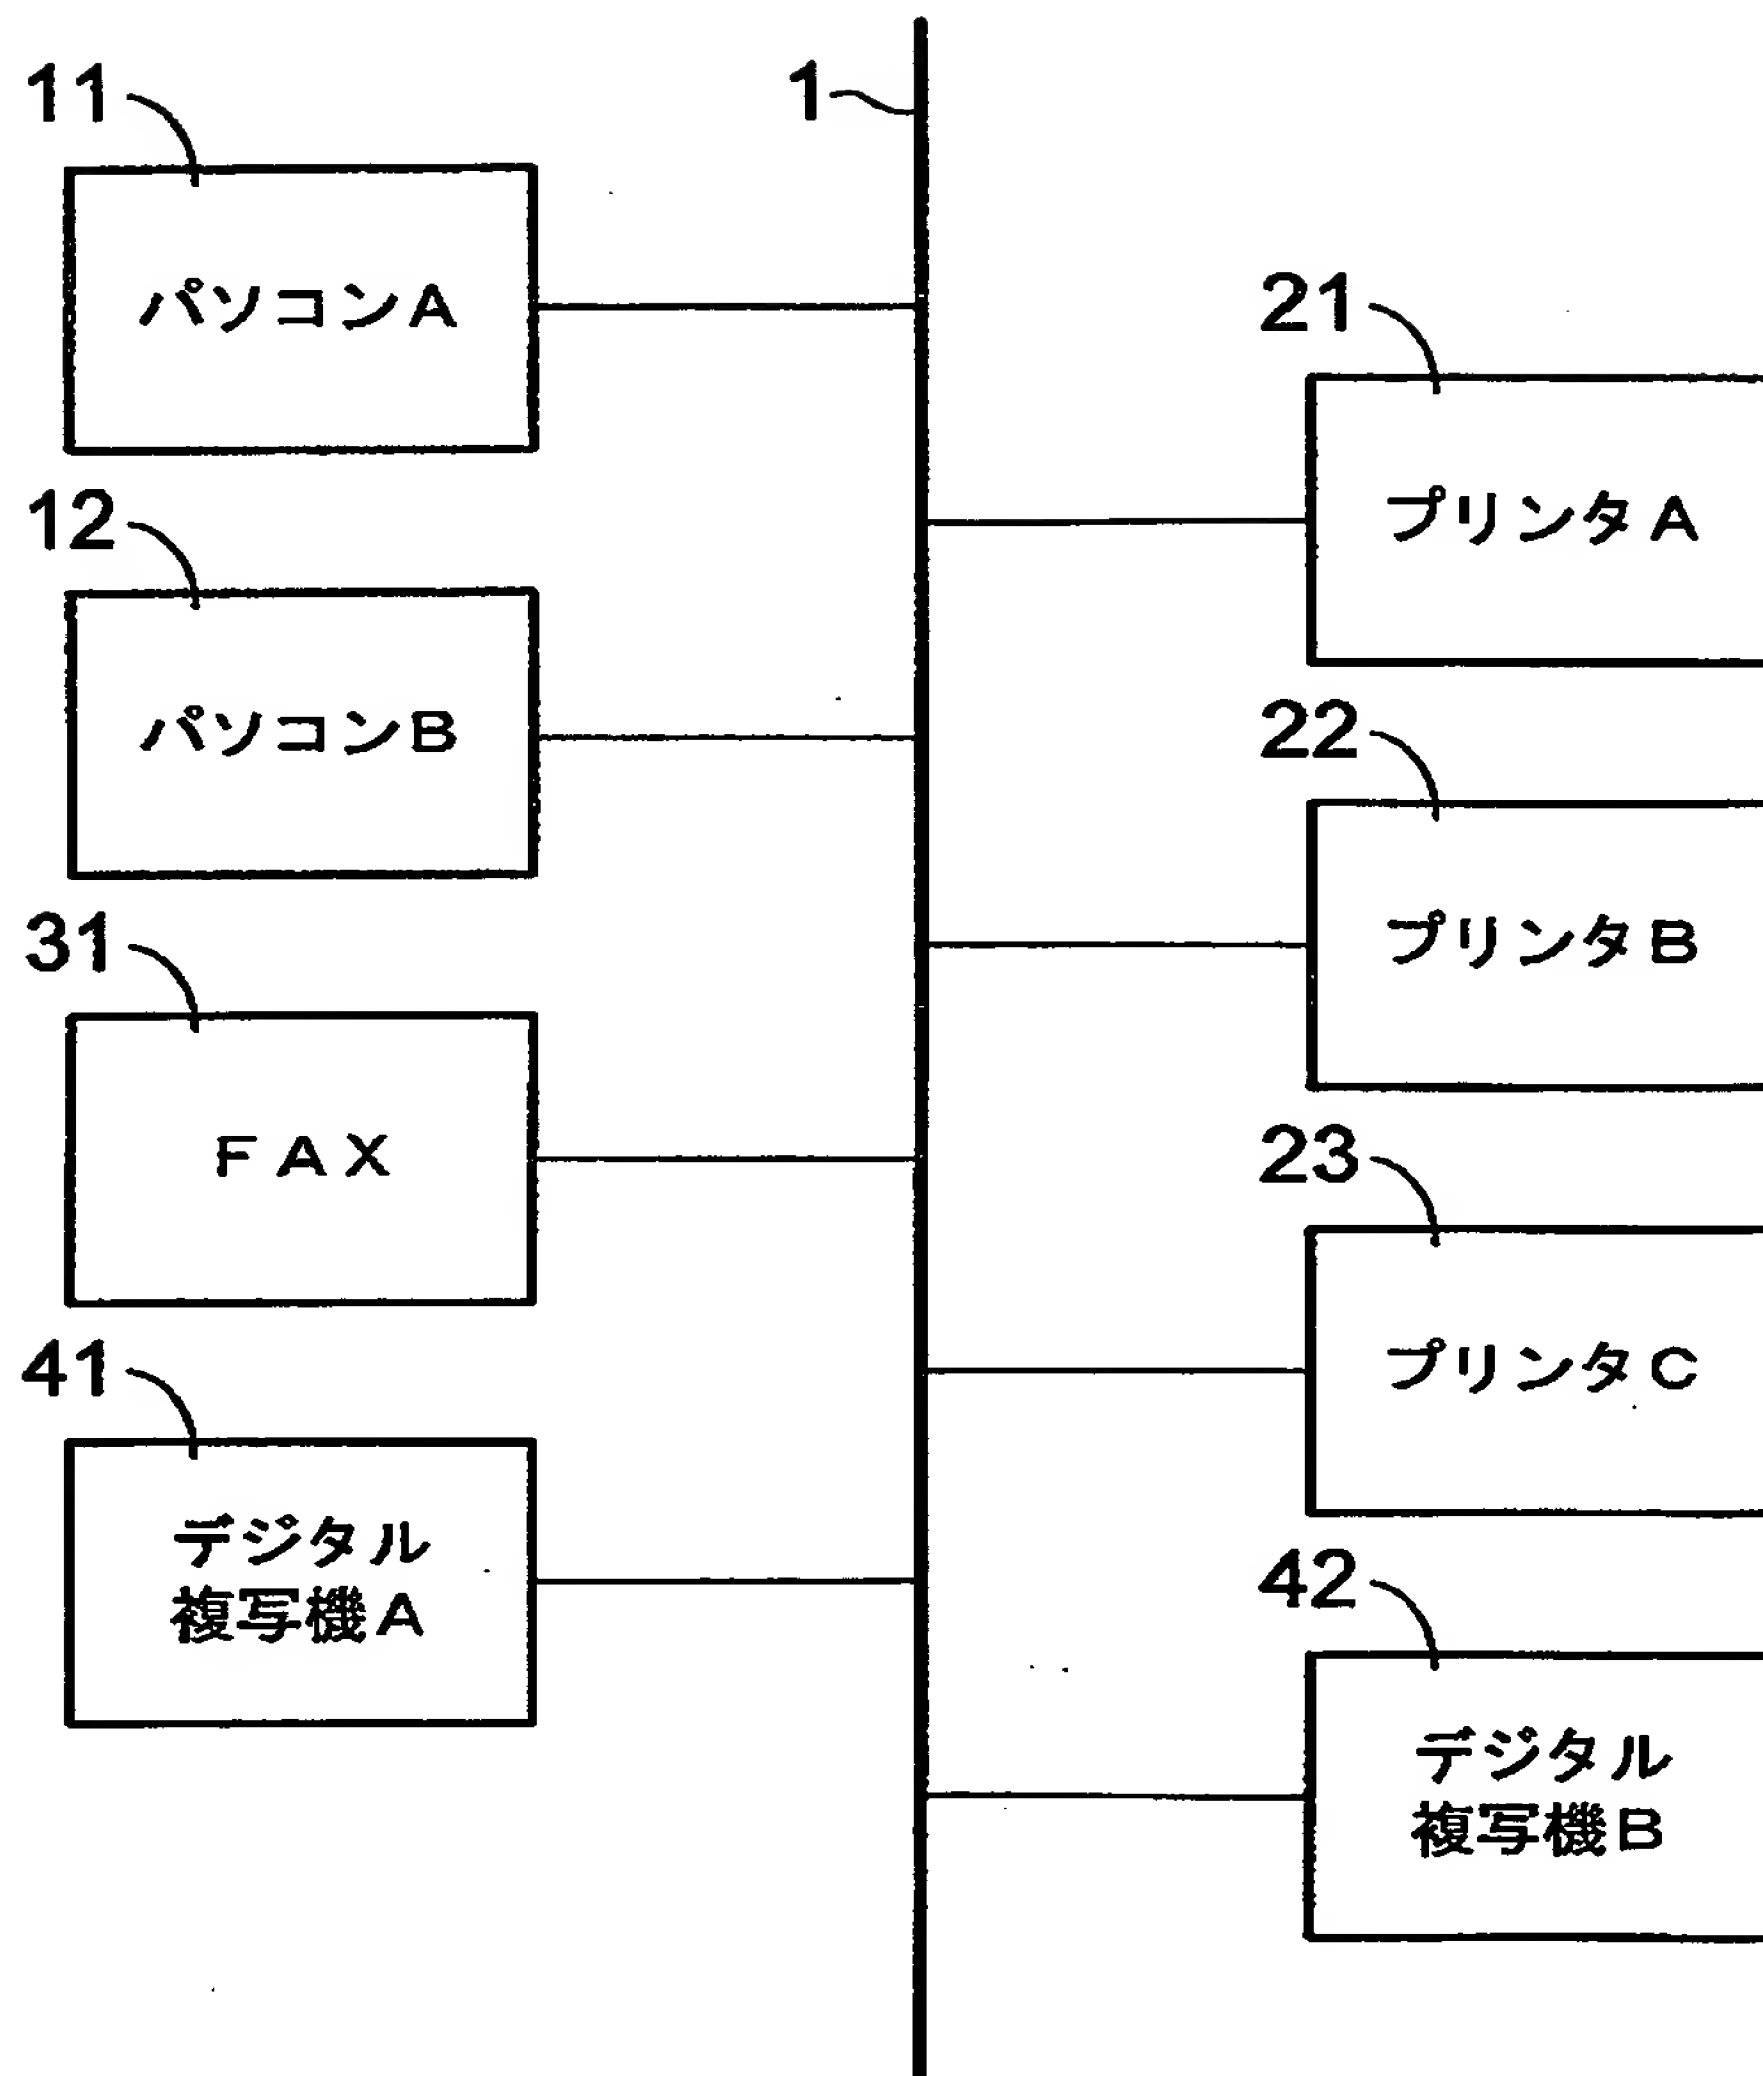 11
1
パソコンA
21
プリンタA
12
パソコンB
22
プリンタB
31
FAX
23
プリンタC
41
デジタル
複写機A
42
デジタル
複写機B